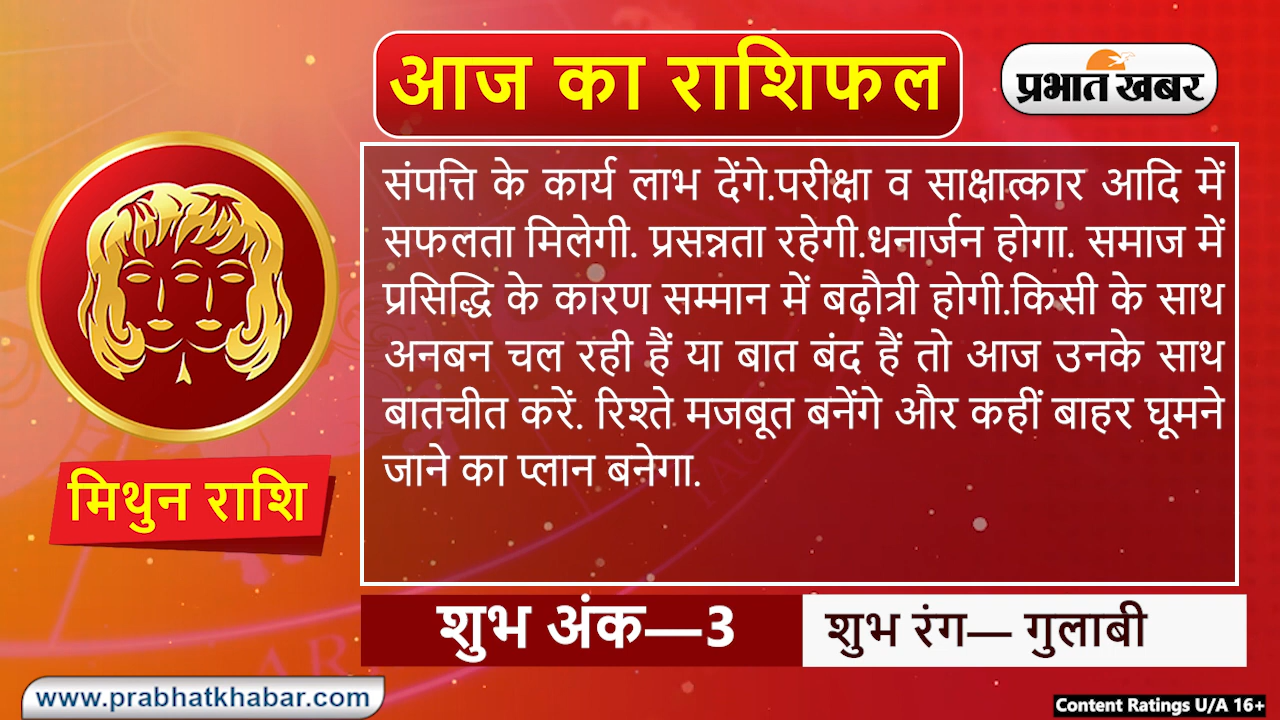 आज का राशिफल
प्रभात खबर
संपत्ति के कार्य लाभ देंगे.परीक्षा व साक्षात्कार आदि में
सफलता मिलेगी. प्रसन्नता रहेगी.धनार्जन होगा. समाज में
प्रसिद्धि के कारण सम्मान में बढ़ौत्री होगी.किसी के साथ
अनबन चल रही हैं या बात बंद हैं तो आज उनके साथ
बातचीत करें. रिश्ते मजबूत बनेंगे और कहीं बाहर घूमने
जाने का प्लान बनेगा.
मिथुन राशि
शुभ अंक—3
शुभ रंग— गुलाबी
www.prabhatkhabar.com
Content Ratings U/A 16+